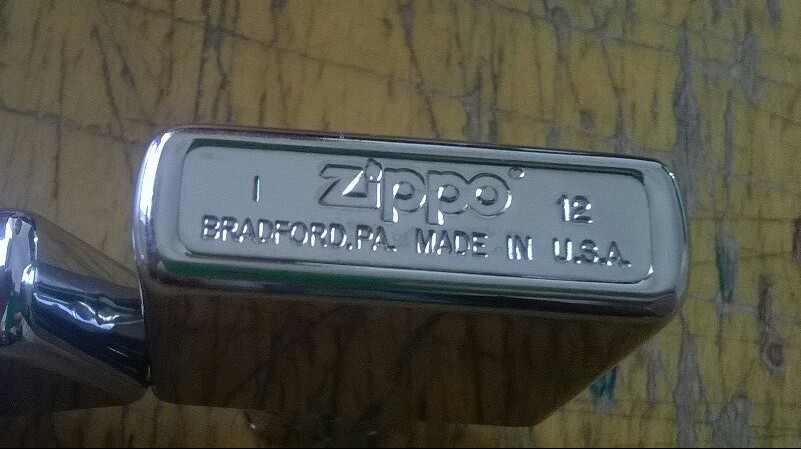 I Zippo® 12
BRADFORD,PA. MADE IN U.S.A.